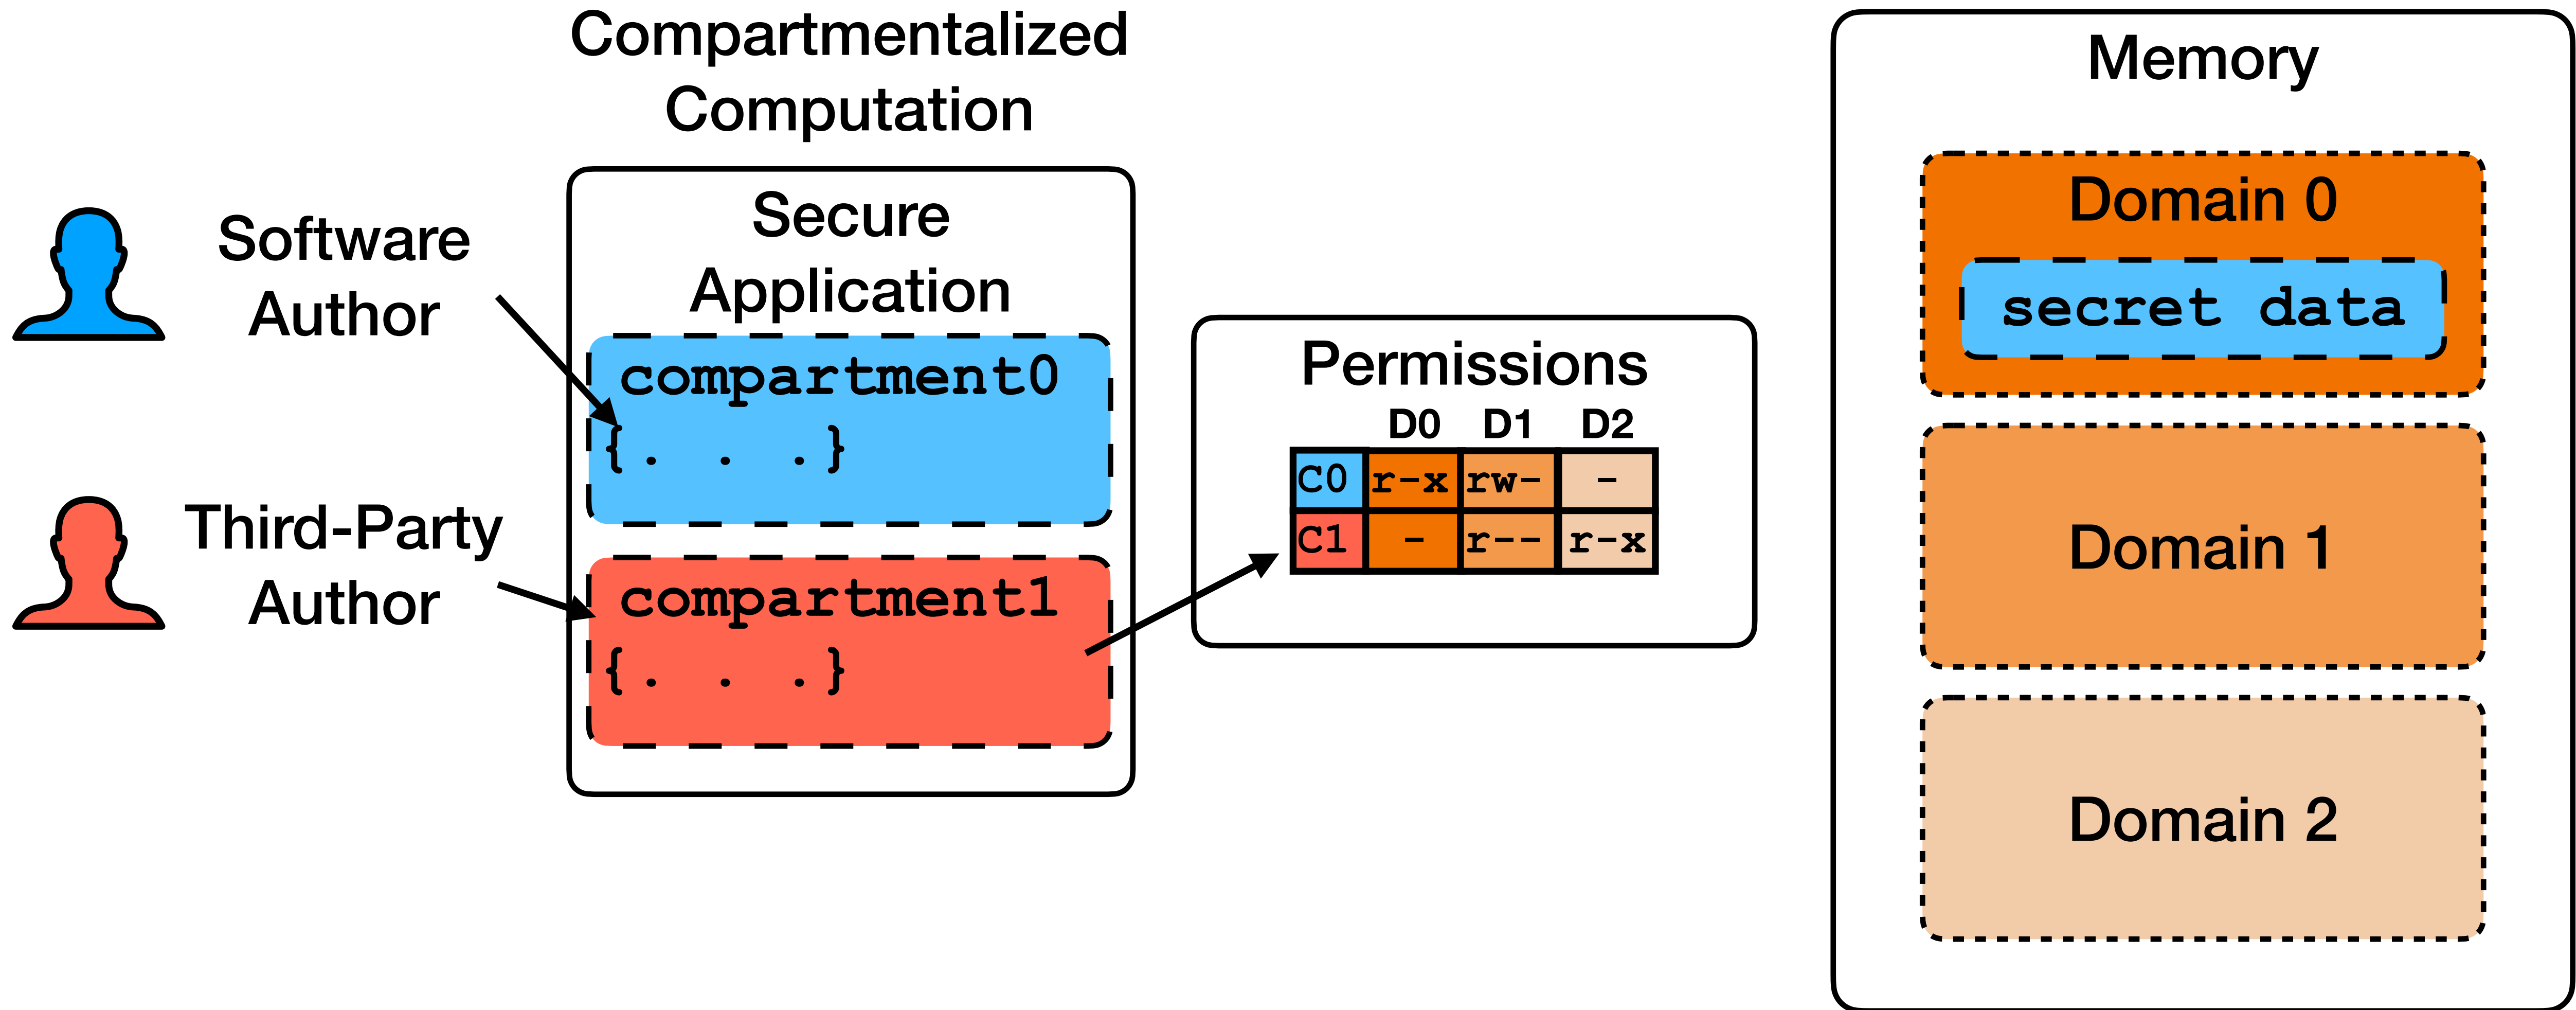 Compartmentalized
Computation
Software
Author
Third-Party
Author
Secure
Application
compartment0
{. . .}
compartment1
{. . .}
Permissions
D0 D1 D2
C0 r-x rw- -
C1 - r-- r-x
Memory
Domain 0
secret data
Domain 1
Domain 2